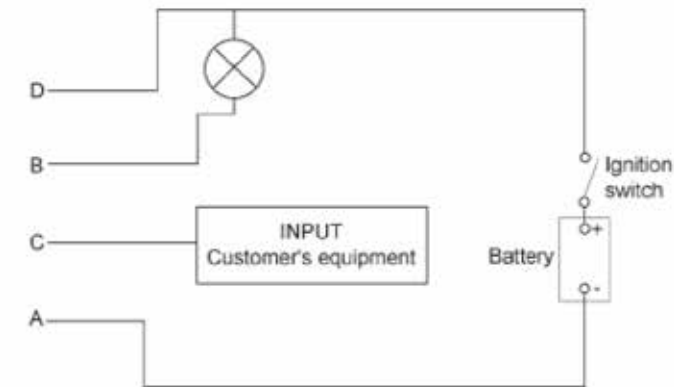 D
B
Ignition
switch
C
INPUT
Customer's equipment
Battery
+
-
A